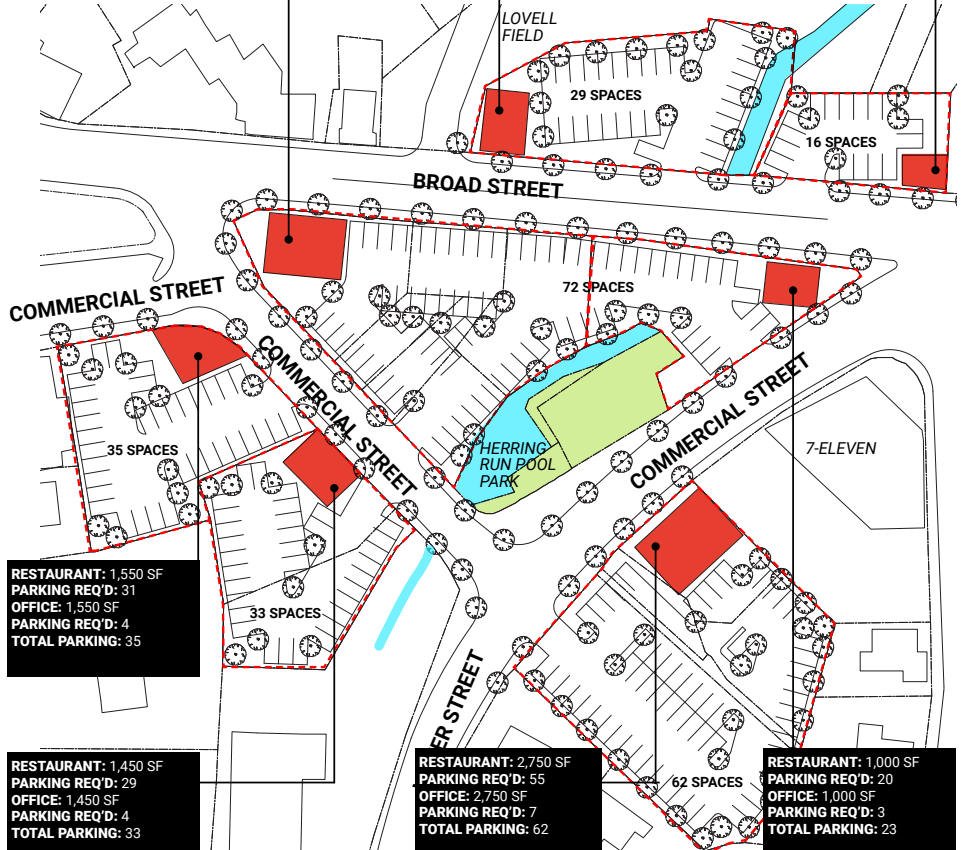 LOVELL
FIELD
29 SPACES
16 SPACES
BROAD STREET
72 SPACES
COMMERCIAL STREET
COMMERCIAL STREET
COMMERCIAL STREET
35 SPACES
HERRING
RUN POOL
PARK
7-ELEVEN
33 SPACES
RESTAURANT: 1,550 SF
PARKING REQ'D: 31
OFFICE: 1,550 SF
PARKING REQ'D: 4
TOTAL PARKING: 35
ER STREET
62 SPACES
RESTAURANT: 1,450 SF
PARKING REQ'D: 29
OFFICE: 1,450 SF
PARKING REQ'D: 4
TOTAL PARKING: 33
RESTAURANT: 2,750 SF
PARKING REQ'D: 55
OFFICE: 2,750 SF
PARKING REQ'D: 7
TOTAL PARKING: 62
RESTAURANT: 1,000 SF
PARKING REQ'D: 20
OFFICE: 1,000 SF
PARKING REQ'D: 3
TOTAL PARKING: 23